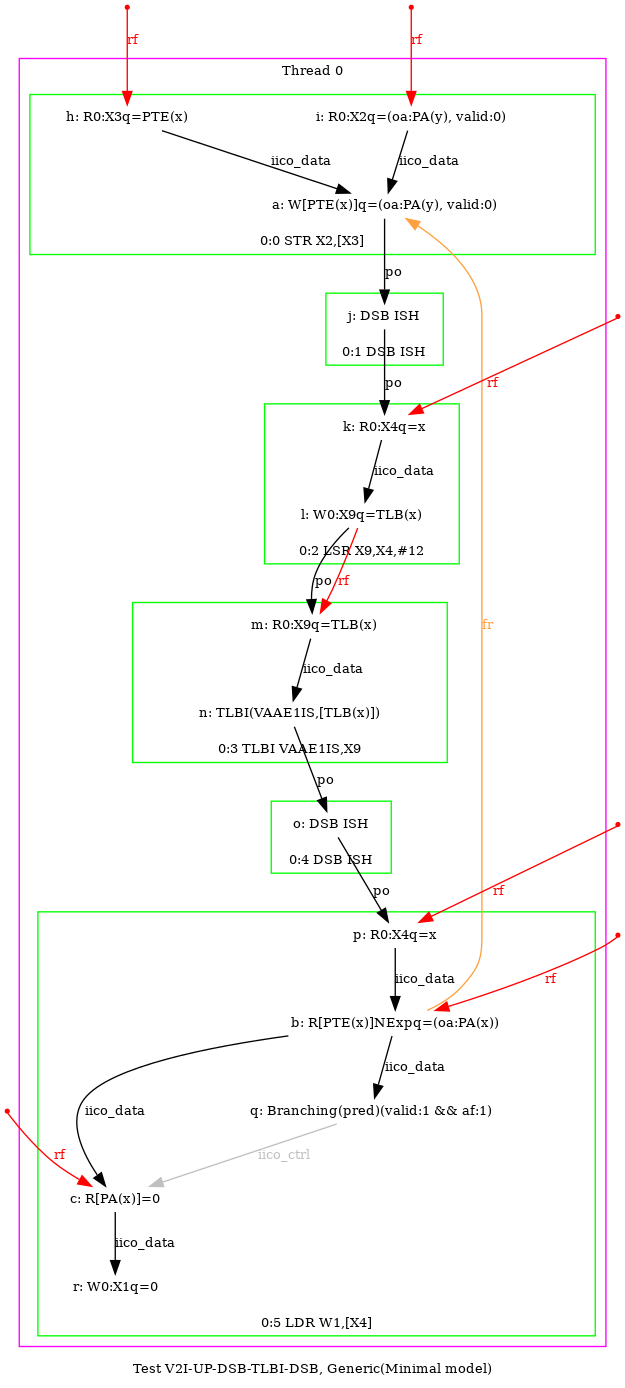 rf
rf
Thread 0
h: R0:X3q=PTE(x)
i: R0:X2q=(oa:PA(y), valid:0)
iico_data
iico_data
a: W[PTE(x)]q=(oa:PA(y), valid:0)
0:0 STR X2,[X3]
po
j: DSB ISH
0:1 DSB ISH
po
rf
k: R0:X4q=x
iico_data
l: W0:X9q=TLB(x)
0:2 LSR X9,X4,#12
po
rf
m: R0:X9q=TLB(x)
fr
iico_data
n: TLBI(VAAE1IS,[TLB(x)])
0:3 TLBI VAAE1IS,X9
po
o: DSB ISH
0:4 DSB ISH
po
rf
p: R0:X4q=x
iico_data
rf
b: R[PTE(x)]NExpq=(oa:PA(x))
iico_data
iico_data
q: Branching(pred)(valid:1 && af:1)
rf
iico_ctrl
c: R[PA(x)]=0
iico_data
r: W0:X1q=0
0:5 LDR W1,[X4]
Test V2I-UP-DSB-TLBI-DSB, Generic(Minimal model)